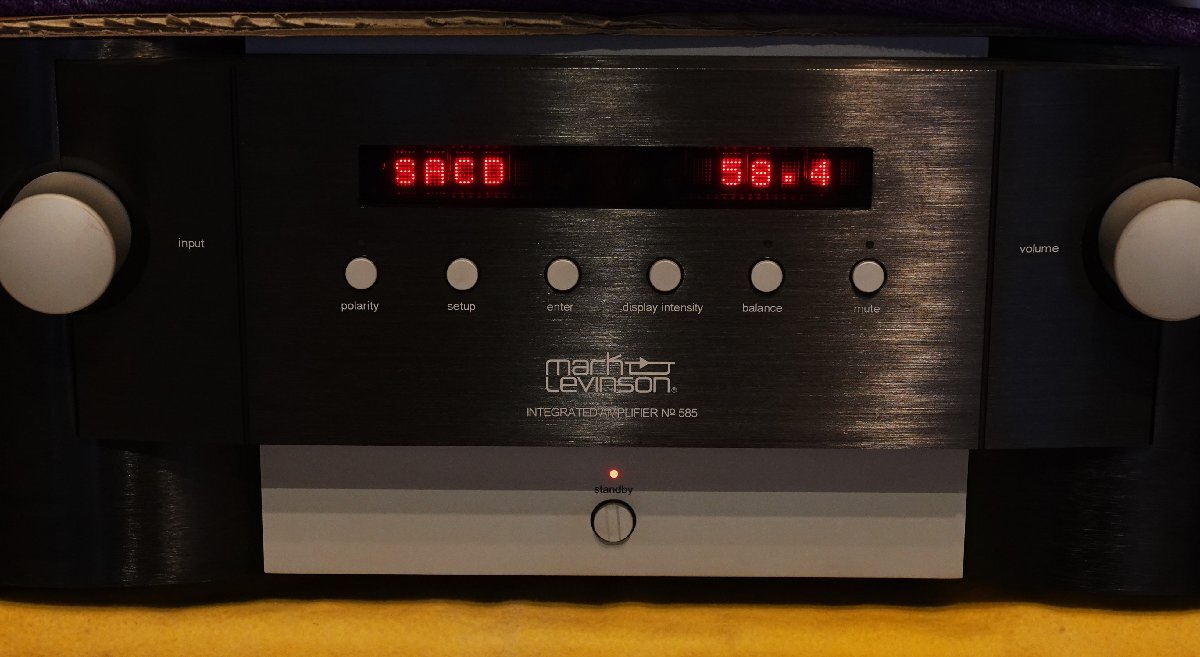 SACD 58.4
input
volume
polarity setup enter display intensity balance mute
mark
Levinson®
INTEGRATED AMPLIFIER Nº 585
standby